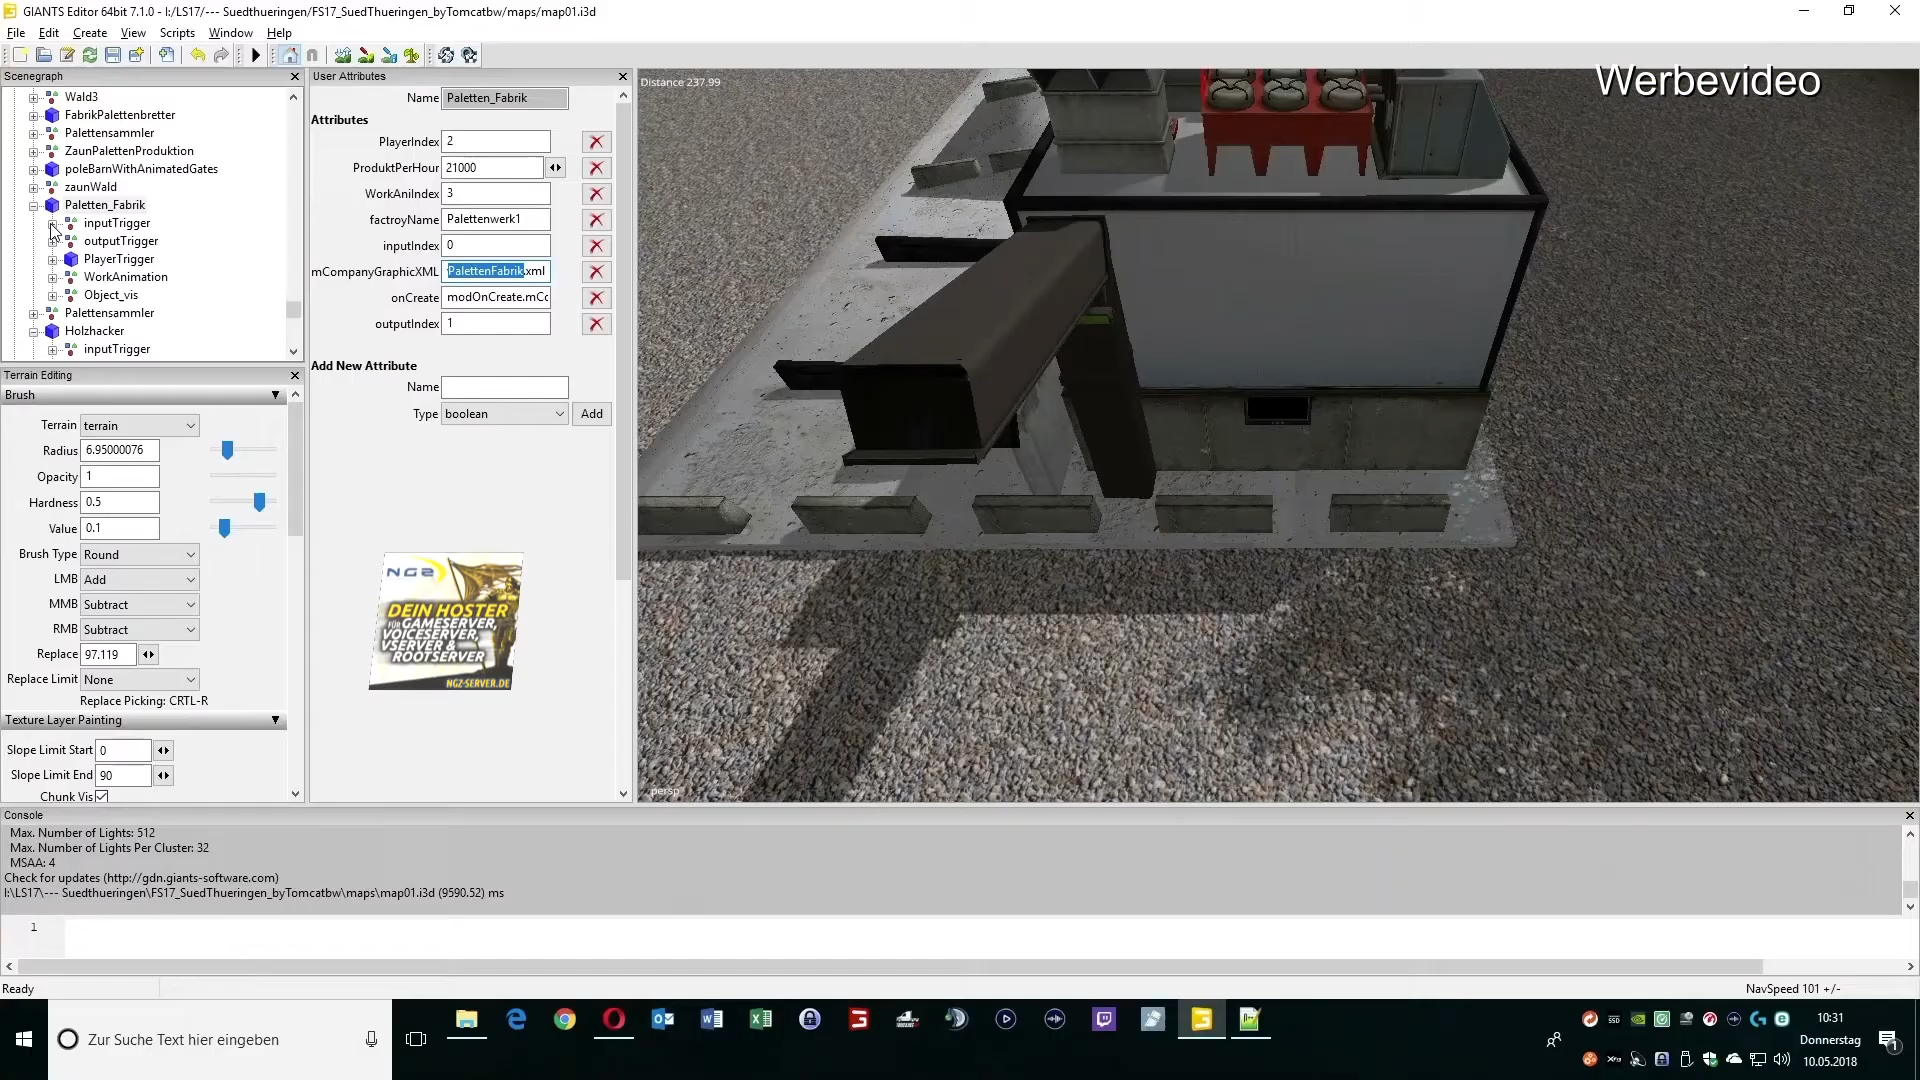 GIANTS Editor 64bit 7.1.0 - I:/LS17/--- Suedthueringen/FS17_SuedThueringen_byTomcatbw/maps/map01.i3d
File Edit Create View Scripts Window Help
Scenegraph
Wald3
FabrikPalettenbretter
Palettensammler
ZaunPalettenProduktion
poleBarnWithAnimatedGates
zaunWald
Paletten_Fabrik
inputTrigger
outputTrigger
PlayerTrigger
WorkAnimation
Object_vis
Palettensammler
Holzhacker
inputTrigger
Terrain Editing
Brush
Terrain terrain
Radius 6.95000076
Opacity 1
Hardness 0.5
Value 0.1
Brush Type Round
LMB Add
MMB Subtract
RMB Subtract
Replace 97.119
Replace Limit None
Replace Picking: CRTL-R
Texture Layer Painting
Slope Limit Start 0
Slope Limit End 90
Chunk Vis
User Attributes
Name Paletten_Fabrik
Attributes
PlayerIndex 2
ProduktPerHour 21000
WorkAniIndex 3
factroyName Palettenwerk1
inputIndex 0
mCompanyGraphicXML PalettenFabrik.xml
onCreate modOnCreate.mCc
outputIndex 1
Add New Attribute
Name
Type boolean Add
NGZ
DEIN HOSTER
FÜR GAMESERVER,
VOICESERVER,
VSERVER &
ROOTSERVER
NGZ-SERVER.DE
Distance 237.99
Werbevideo
persp
Console
Max. Number of Lights: 512
Max. Number of Lights Per Cluster: 32
MSAA: 4
Check for updates (http://gdn.giants-software.com)
I:\LS17\--- Suedthueringen\FS17_SuedThueringen_byTomcatbw\maps\map01.i3d (9590.52) ms
1
Ready
NavSpeed 101 +/-
Zur Suche Text hier eingeben
10:31
Donnerstag
10.05.2018
1